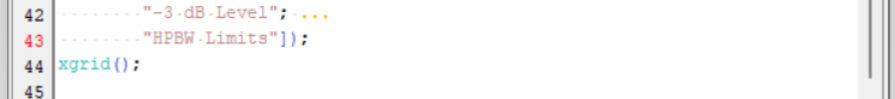 42 "-3 dB Level"; ...
43 "HPBW Limits"]);
44 xgrid();
45